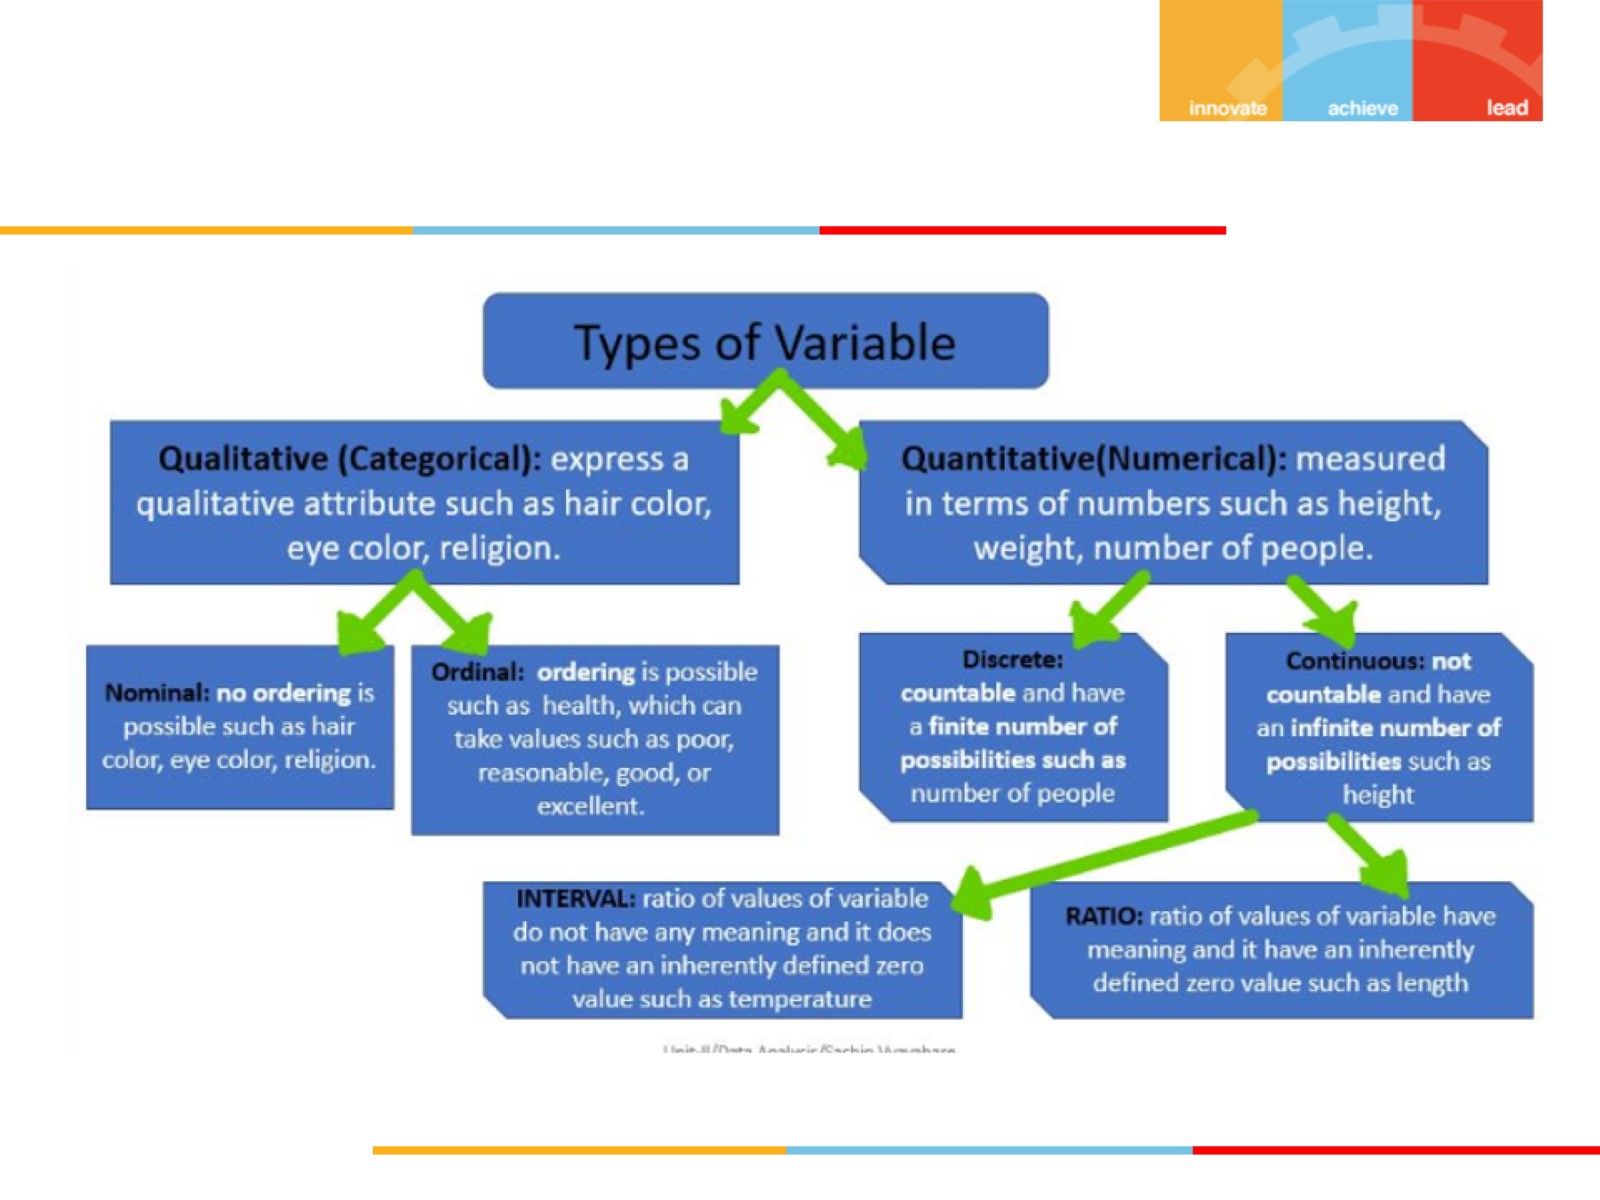 innovate achieve lead
Types of Variable
Qualitative (Categorical): express a
qualitative attribute such as hair color,
eye color, religion.
Quantitative(Numerical): measured
in terms of numbers such as height,
weight, number of people.
Nominal: no ordering is
possible such as hair
color, eye color, religion.
Ordinal: ordering is possible
such as health, which can
take values such as poor,
reasonable, good, or
excellent.
Discrete:
countable and have
a finite number of
possibilities such as
number of people
Continuous: not
countable and have
an infinite number of
possibilities such as
height
INTERVAL: ratio of values of variable
do not have any meaning and it does
not have an inherently defined zero
value such as temperature
RATIO: ratio of values of variable have
meaning and it have an inherently
defined zero value such as length
Unit-II/Data Analysis/Sachin